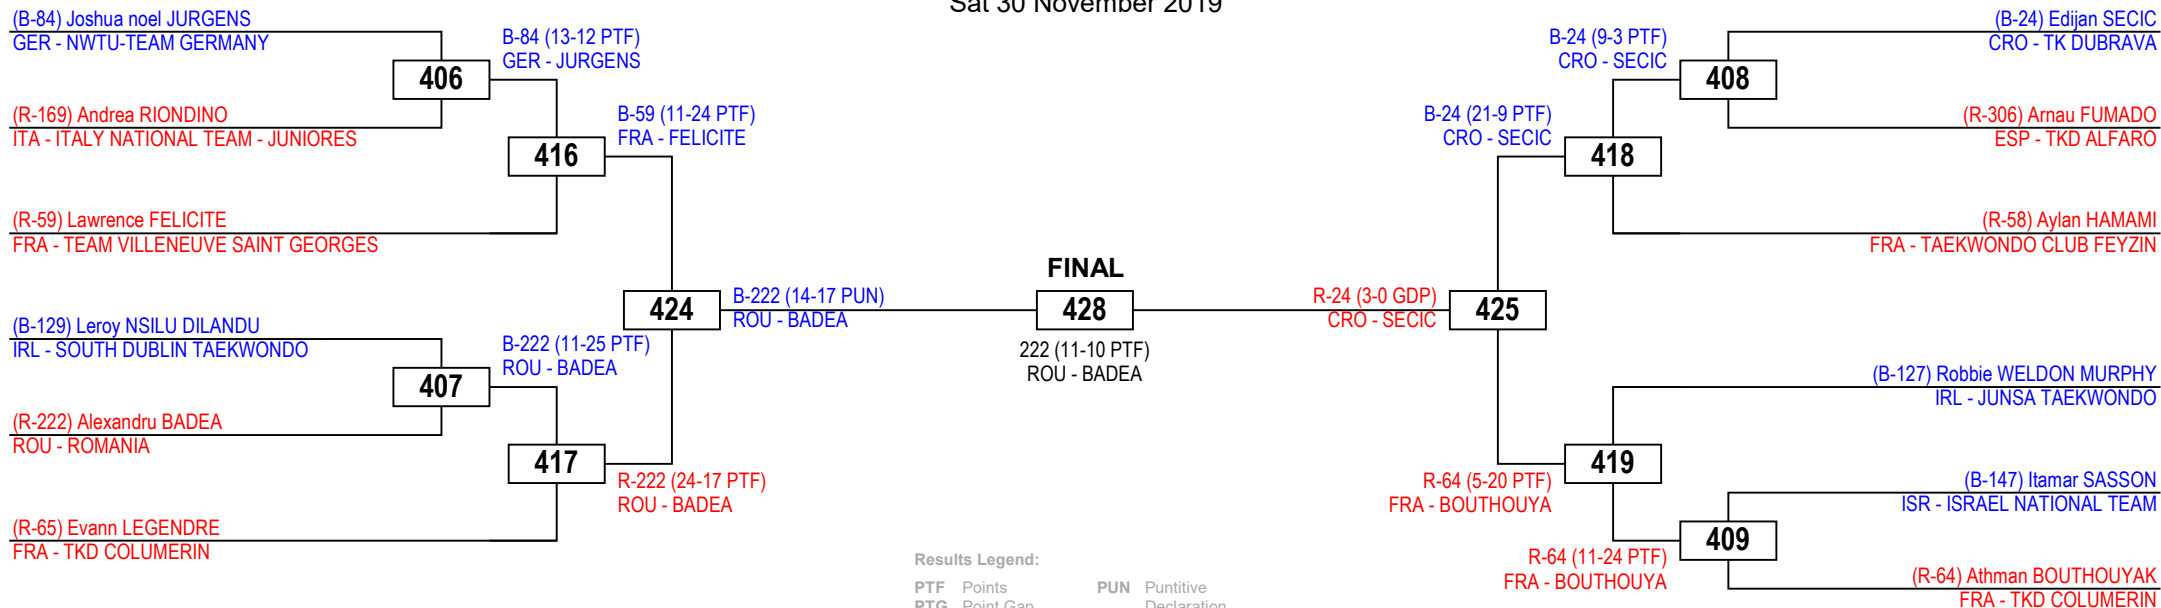 Sat 30 November 2019
(B-84) Joshua noel JURGENS
GER - NWTU-TEAM GERMANY
406
(R-169) Andrea RIONDINO
ITA - ITALY NATIONAL TEAM - JUNIORES
B-84 (13-12 PTF)
GER - JURGENS
416
(R-59) Lawrence FELICITE
FRA - TEAM VILLENEUVE SAINT GEORGES
B-59 (11-24 PTF)
FRA - FELICITE
424
(B-129) Leroy NSILU DILANDU
IRL - SOUTH DUBLIN TAEKWONDO
407
(R-222) Alexandru BADEA
ROU - ROMANIA
B-222 (11-25 PTF)
ROU - BADEA
417
(R-65) Evann LEGENDRE
FRA - TKD COLUMERIN
R-222 (24-17 PTF)
ROU - BADEA
B-222 (14-17 PUN)
ROU - BADEA
FINAL
428
222 (11-10 PTF)
ROU - BADEA
R-24 (3-0 GDP)
CRO - SECIC
425
B-24 (21-9 PTF)
CRO - SECIC
418
B-24 (9-3 PTF)
CRO - SECIC
408
(B-24) Edijan SECIC
CRO - TK DUBRAVA
(R-306) Arnau FUMADO
ESP - TKD ALFARO
(R-58) Aylan HAMAMI
FRA - TAEKWONDO CLUB FEYZIN
(B-127) Robbie WELDON MURPHY
IRL - JUNSA TAEKWONDO
419
R-64 (5-20 PTF)
FRA - BOUTHOUYA
(B-147) Itamar SASSON
ISR - ISRAEL NATIONAL TEAM
409
R-64 (11-24 PTF)
FRA - BOUTHOUYA
(R-64) Athman BOUTHOUYAK
FRA - TKD COLUMERIN
Results Legend:
PTF Points PUN Puntitive
PTG Point Gap Declaration